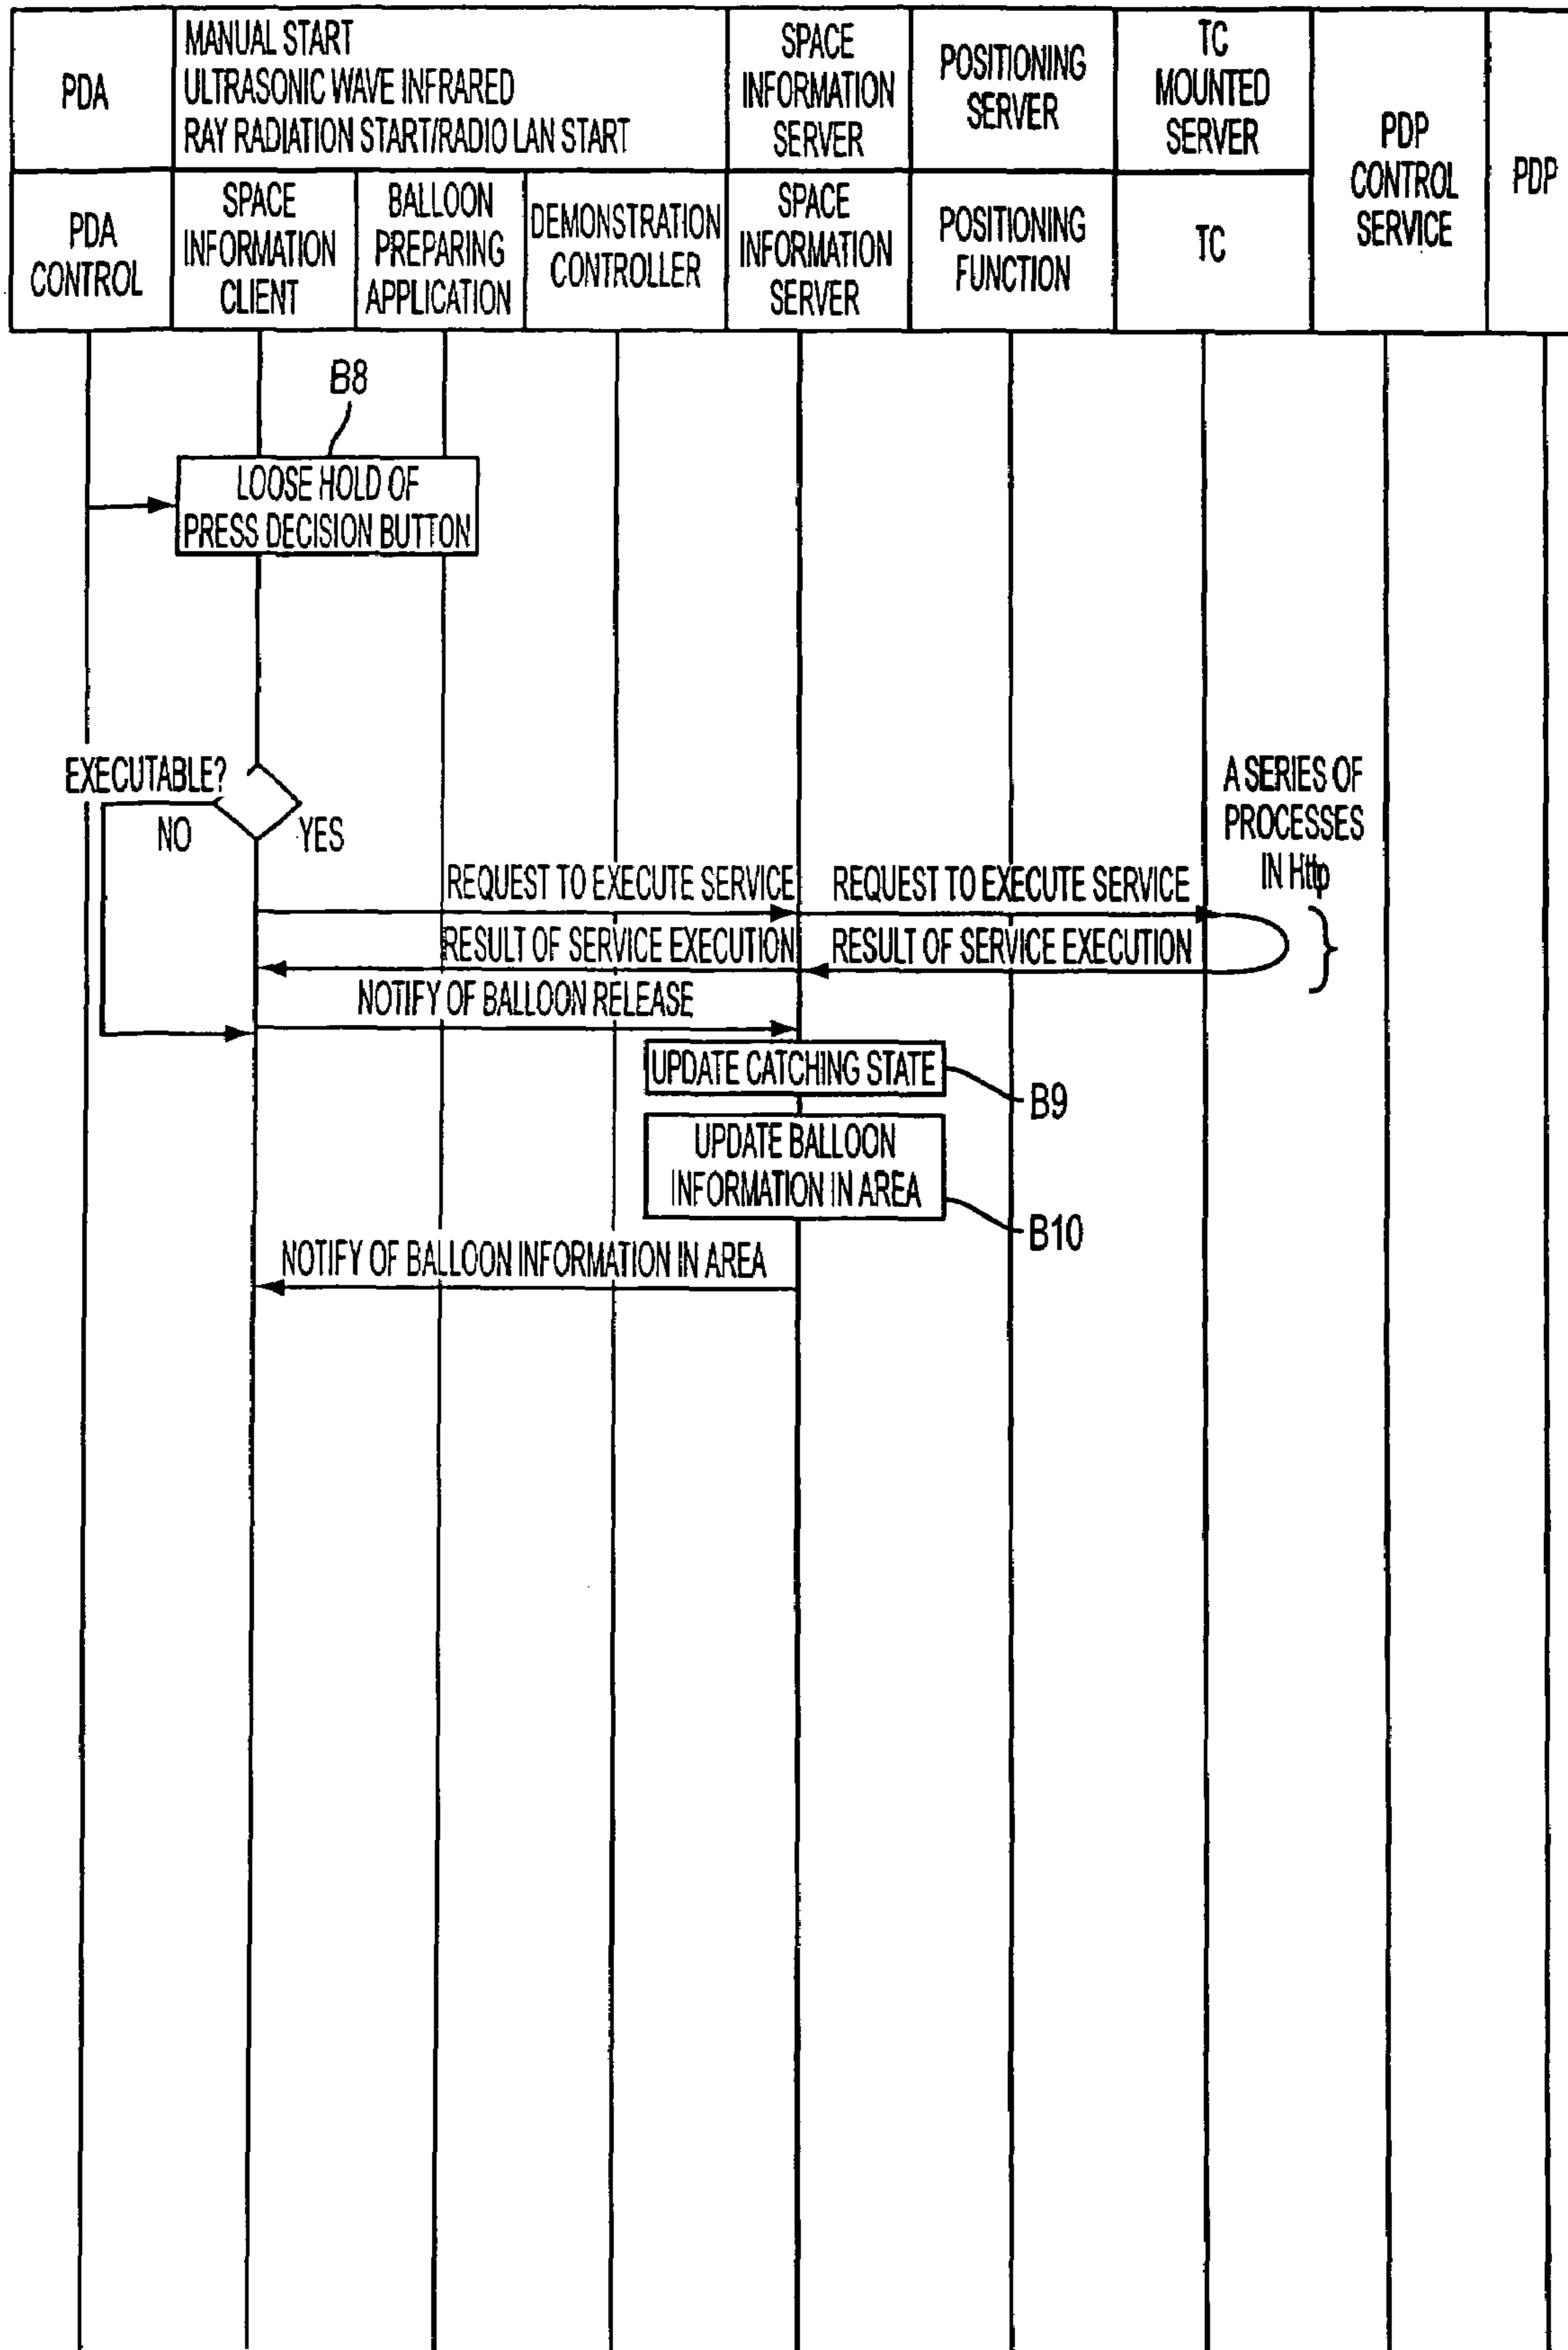 PDA
MANUAL START
ULTRASONIC WAVE INFRARED
RAY RADIATION START/RADIO LAN START
SPACE
INFORMATION
SERVER
POSITIONING
SERVER
TC
MOUNTED
SERVER
PDP
CONTROL
SERVICE
PDP
PDA
CONTROL
SPACE
INFORMATION
CLIENT
BALLOON
PREPARING
APPLICATION
DEMONSTRATION
CONTROLLER
SPACE
INFORMATION
SERVER
POSITIONING
FUNCTION
TC
B8
LOOSE HOLD OF
PRESS DECISION BUTTON
EXECUTABLE?
NO
YES
A SERIES OF
PROCESSES
IN Http
REQUEST TO EXECUTE SERVICE
REQUEST TO EXECUTE SERVICE
RESULT OF SERVICE EXECUTION
RESULT OF SERVICE EXECUTION
NOTIFY OF BALLOON RELEASE
UPDATE CATCHING STATE
B9
UPDATE BALLOON
INFORMATION IN AREA
B10
NOTIFY OF BALLOON INFORMATION IN AREA